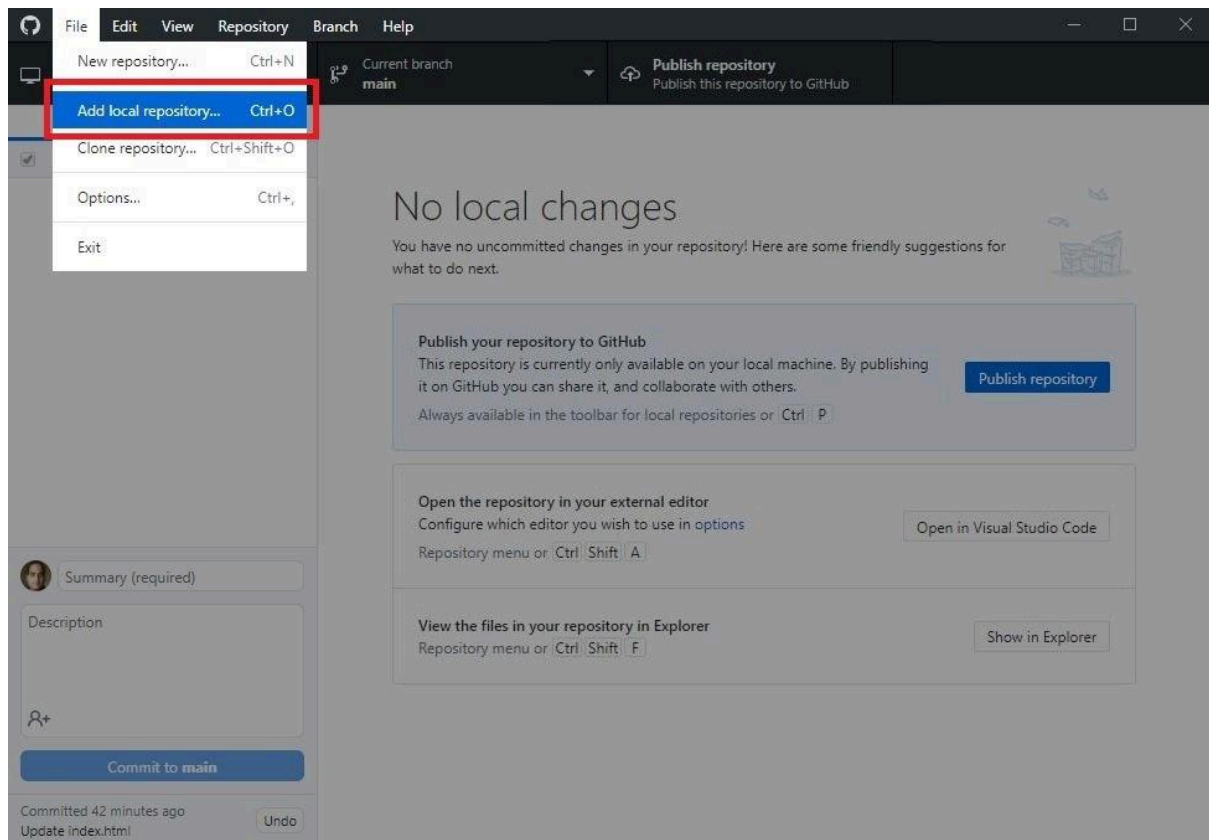 File Edit View Repository Branch Help
New repository... Ctrl+N
Add local repository... Ctrl+O
Clone repository... Ctrl+Shift+O
Options... Ctrl+,
Exit
Current branch
main
Publish repository
Publish this repository to GitHub
No local changes
You have no uncommitted changes in your repository! Here are some friendly suggestions for
what to do next.
Publish your repository to GitHub
This repository is currently only available on your local machine. By publishing
it on GitHub you can share it, and collaborate with others.
Always available in the toolbar for local repositories or Ctrl P
Publish repository
Open the repository in your external editor
Configure which editor you wish to use in options
Repository menu or Ctrl Shift A
Open in Visual Studio Code
View the files in your repository in Explorer
Repository menu or Ctrl Shift F
Show in Explorer
Summary (required)
Description
Commit to main
Committed 42 minutes ago
Update index.html
Undo